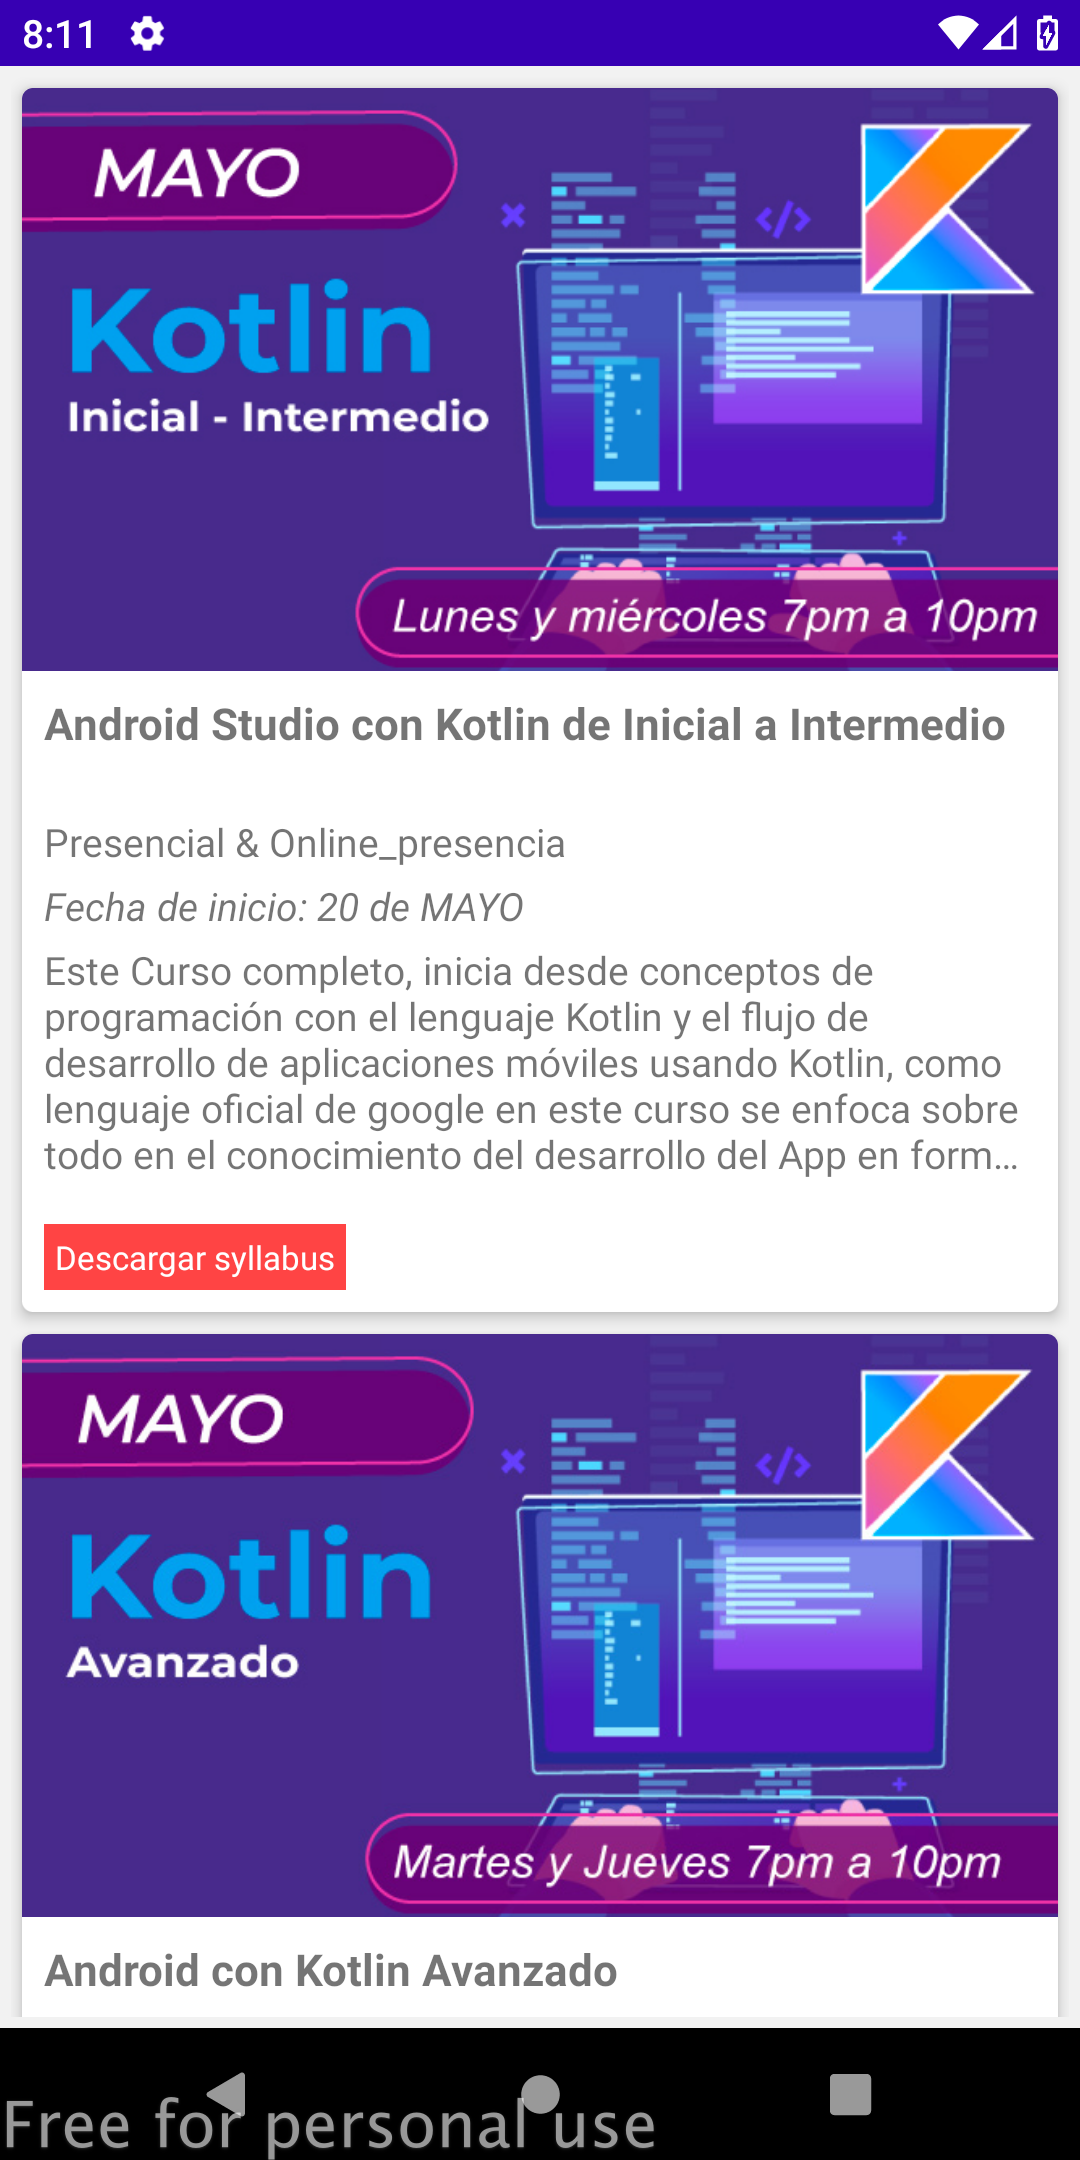 8:11
MAYO
Kotlin
Inicial - Intermedio
Lunes y miércoles 7pm a 10pm
Android Studio con Kotlin de Inicial a Intermedio
Presencial & Online_presencia
Fecha de inicio: 20 de MAYO
Este Curso completo, inicia desde conceptos de
programación con el lenguaje Kotlin y el flujo de
desarrollo de aplicaciones móviles usando Kotlin, como
lenguaje oficial de google en este curso se enfoca sobre
todo en el conocimiento del desarrollo del App en form...
Descargar syllabus
MAYO
Kotlin
Avanzado
Martes y Jueves 7pm a 10pm
Android con Kotlin Avanzado
Free for personal use